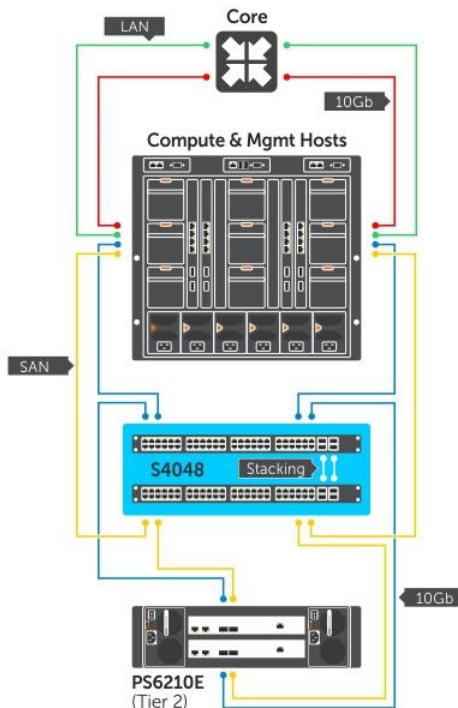 Core
LAN
10Gb
Compute & Mgmt Hosts
SAN
S4048
Stacking
10Gb
PS6210E
(Tier 2)